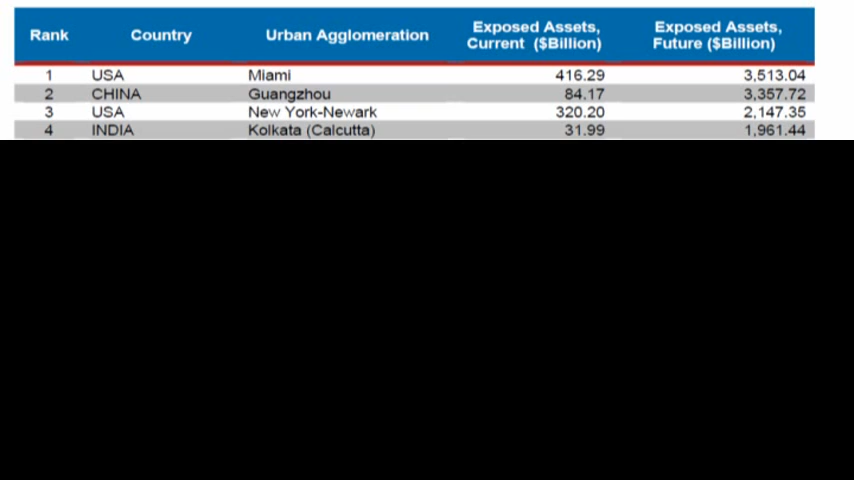 Rank Country Urban Agglomeration Exposed Assets, Current ($Billion) Exposed Assets, Future ($Billion)
1 USA Miami 416.29 3,513.04
2 CHINA Guangzhou 84.17 3,357.72
3 USA New York-Newark 320.20 2,147.35
4 INDIA Kolkata (Calcutta) 31.99 1,961.44